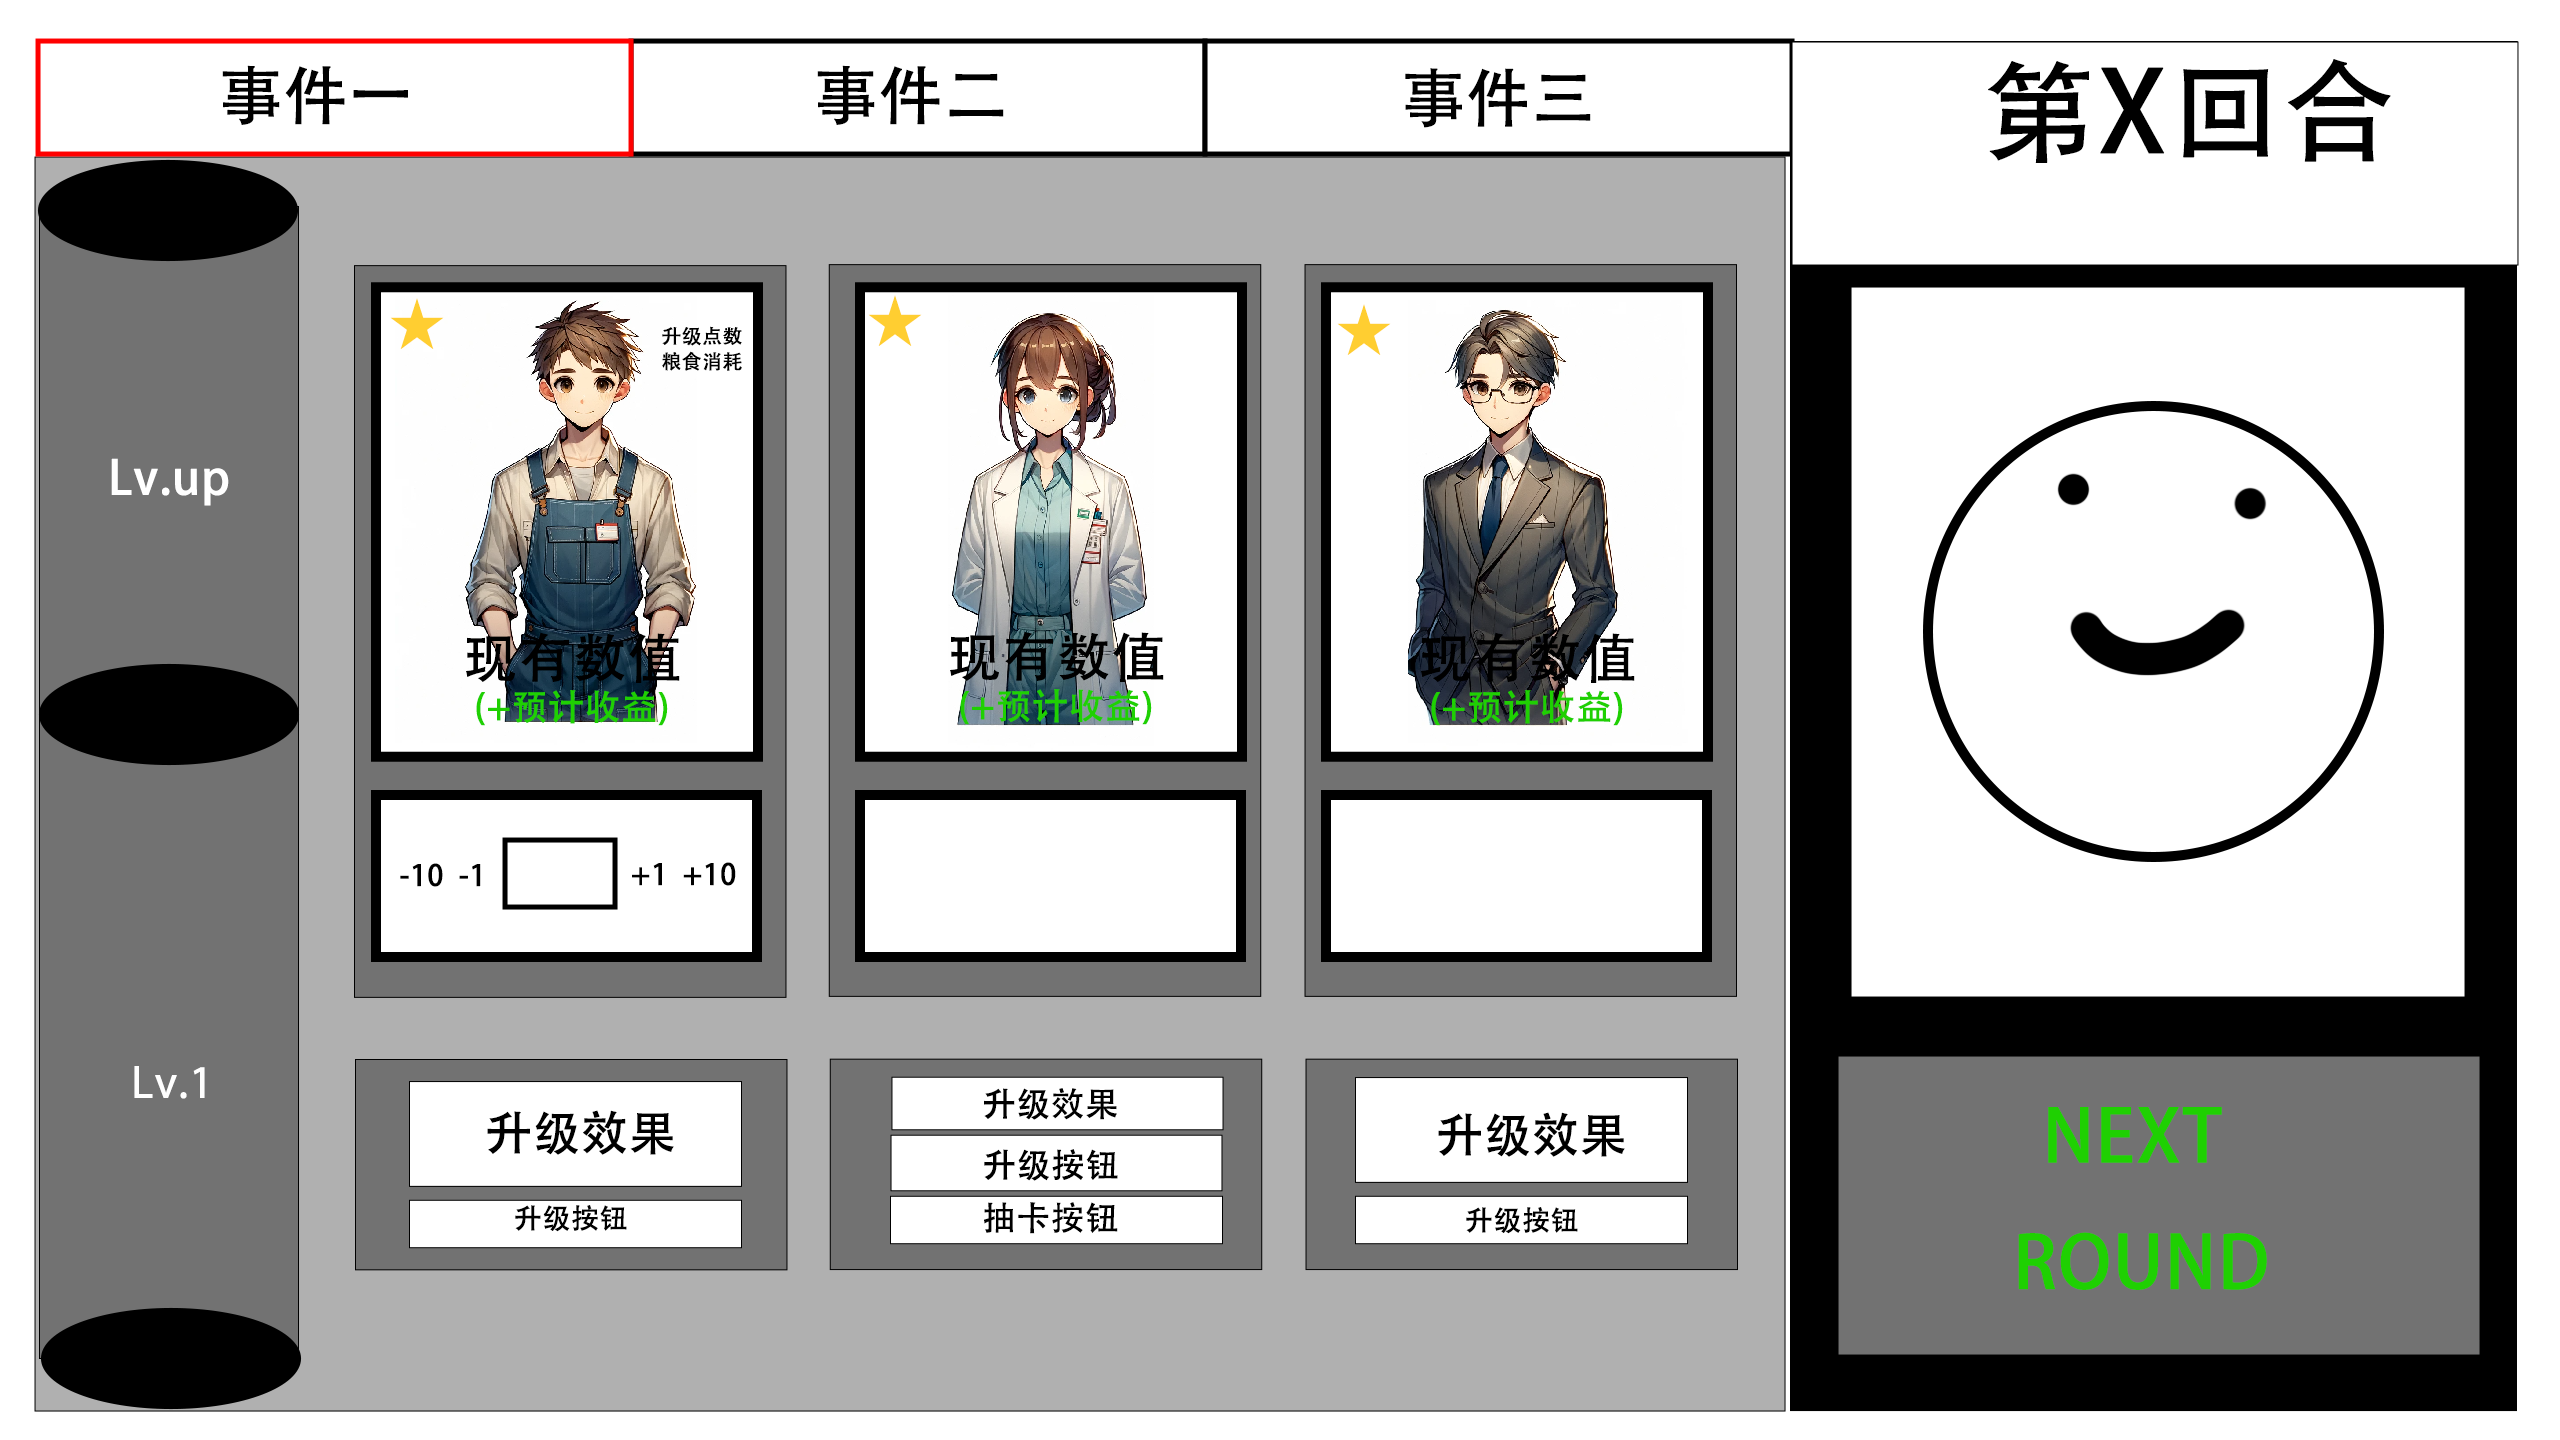 事件一
事件二
事件三
第X回合
Lv.up
Lv.1
升级点数
粮食消耗
现有数值
(+预计收益)
现有数值
(+预计收益)
现有数值
(+预计收益)
-10 -1
+1 +10
升级效果
升级按钮
升级效果
升级按钮
抽卡按钮
升级效果
升级按钮
NEXT
ROUND